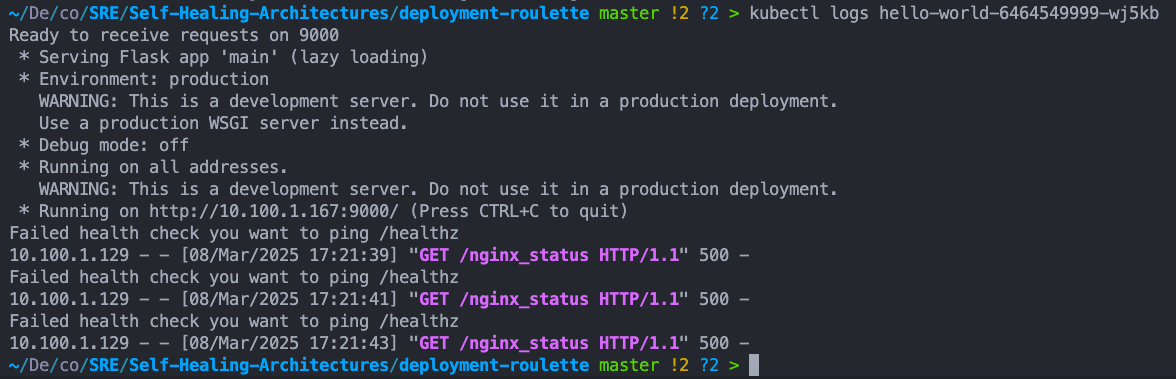 ~/De/co/SRE/Self-Healing-Architectures/deployment-roulette master !2 ?2 > kubectl logs hello-world-6464549999-wj5kb
Ready to receive requests on 9000
 * Serving Flask app 'main' (lazy loading)
 * Environment: production
   WARNING: This is a development server. Do not use it in a production deployment.
   Use a production WSGI server instead.
 * Debug mode: off
 * Running on all addresses.
   WARNING: This is a development server. Do not use it in a production deployment.
 * Running on http://10.100.1.167:9000/ (Press CTRL+C to quit)
Failed health check you want to ping /healthz
10.100.1.129 - - [08/Mar/2025 17:21:39] "GET /nginx_status HTTP/1.1" 500 -
Failed health check you want to ping /healthz
10.100.1.129 - - [08/Mar/2025 17:21:41] "GET /nginx_status HTTP/1.1" 500 -
Failed health check you want to ping /healthz
10.100.1.129 - - [08/Mar/2025 17:21:43] "GET /nginx_status HTTP/1.1" 500 -
~/De/co/SRE/Self-Healing-Architectures/deployment-roulette master !2 ?2 >